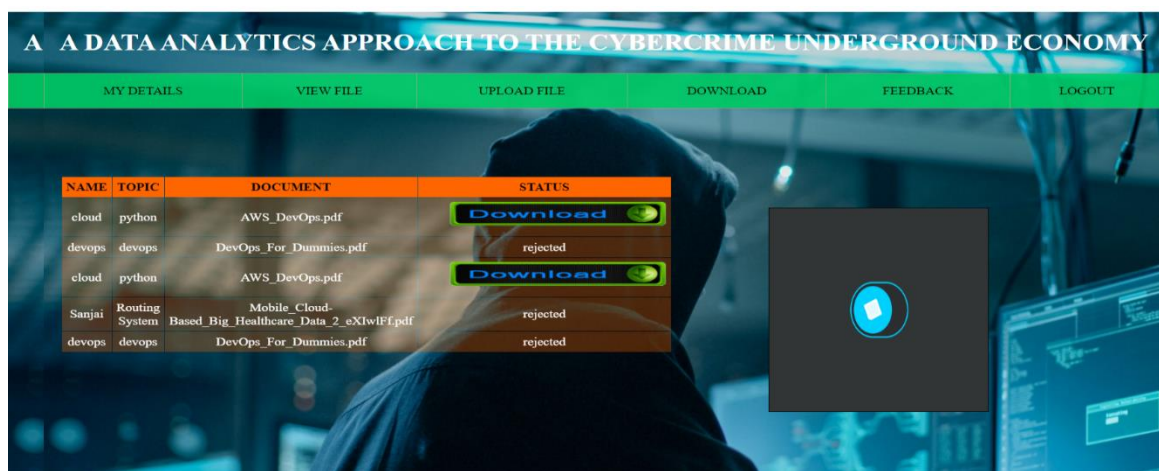 A A DATA ANALYTICS APPROACH TO THE CYBERCRIME UNDERGROUND ECONOMY
MY DETAILS VIEW FILE UPLOAD FILE DOWNLOAD FEEDBACK LOGOUT
NAME TOPIC DOCUMENT STATUS
cloud python AWS_DevOps.pdf Download
devops devops DevOps_For_Dummies.pdf rejected
cloud python AWS_DevOps.pdf Download
Sanjai Routing System Mobile_Cloud-
Based_Big_Healthcare_Data_2_eXIwlFf.pdf rejected
devops devops DevOps_For_Dummies.pdf rejected